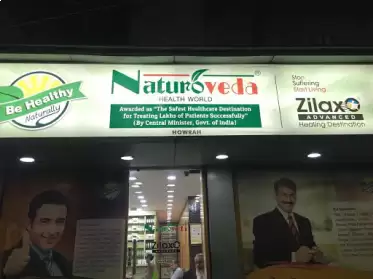 Be Healthy
Naturally
Naturoveda ®
HEALTH WORLD
Awarded as "The Safest Healthcare Destination
for Treating Lakhs of Patients Successfully"
(By Central Minister, Govt. of India)
HOWRAH
Stop
Suffering
Start Living
Zilaxo
ADVANCED
Healing Destination
Zilaxo